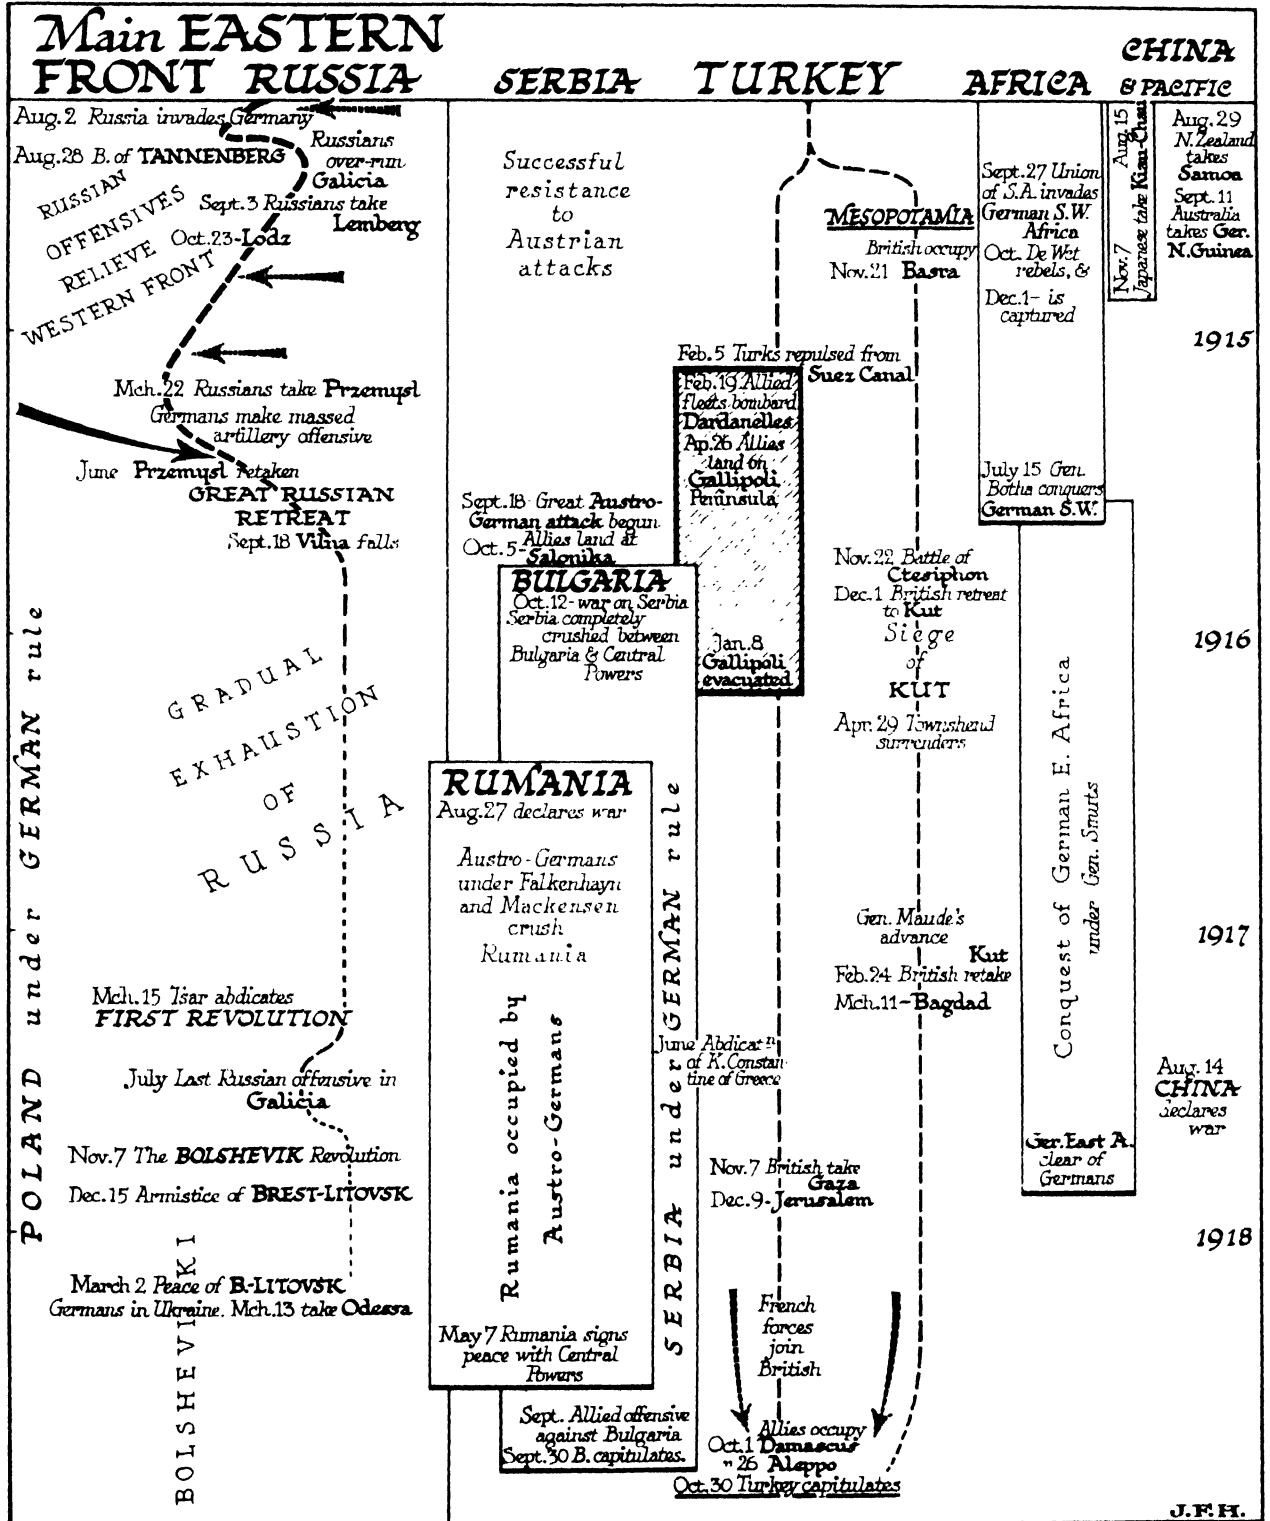 Main EASTERN
FRONT RUSSIA
SERBIA
TURKEY
AFRICA
CHINA
& PACIFIC
Aug. 2 Russia invades Germany
Aug. 28 B. of TANNENBERG
Russians
over-run
Galicia
RUSSIAN
OFFENSIVES
RELIEVE
WESTERN FRONT
Sept. 3 Russians take
Lemberg
Oct. 23-Lodz
Mch. 22 Russians take Przemysl
Germans make massed
artillery offensive
June Przemysl retaken
GREAT RUSSIAN
RETREAT
Sept. 18 Vilna falls
POLAND under GERMAN rule
GRADUAL
EXHAUSTION
OF
RUSSIA
Mch. 15 Tsar abdicates
FIRST REVOLUTION
July Last Russian offensive in
Galicia
Nov. 7 The BOLSHEVIK Revolution
Dec. 15 Armistice of BREST-LITOVSK
March 2 Peace of B.-LITOVSK
Germans in Ukraine. Mch. 13 take Odessa
BOLSHEVIKI
Successful
resistance
to
Austrian
attacks
Sept. 18 Great Austro-
German attack begun
Allies land at
Oct. 5- Salonika
BULGARIA
Oct. 12-war on Serbia
Serbia completely
crushed between
Bulgaria & Central
Powers
RUMANIA
Aug. 27 declares war
Austro-Germans
under Falkenhayn
and Mackensen
crush
Rumania
Rumania occupied by
Austro-Germans
May 7 Rumania signs
peace with Central
Powers
SERBIA under GERMAN rule
Sept. Allied offensive
against Bulgaria
Sept. 30 B. capitulates.
Feb. 5 Turks repulsed from
Suez Canal
Feb. 19 Allied
fleets bombard
Dardanelles
Ap. 26 Allies
land on
Gallipoli
Peninsula
Jan. 8
Gallipoli
evacuated
June Abdicatn
of K. Constan-
tine of Greece
Nov. 7 British take
Gaza
Dec. 9-Jerusalem
French
forces
join
British
Allies occupy
Oct. 1 Damascus
" 26 Aleppo
Oct. 30 Turkey capitulates
MESOPOTAMIA
British occupy
Nov. 21 Basra
Nov. 22 Battle of
Ctesiphon
Dec. 1 British retreat
to Kut
Siege
of
KUT
Apr. 29 Townshend
surrenders
Gen. Maude's
advance
Kut
Feb. 24 British retake
Mch. 11-Bagdad
Sept. 27 Union
of S.A. invades
German S.W.
Africa
Oct. De Wet
rebels, &
Dec. 1- is
captured
July 15 Gen.
Botha conquers
German S.W.
Conquest of German E. Africa
under Gen. Smuts
Ger. East A.
clear of
Germans
Aug. 15
Nov. 7
Japanese take Kiau-Chau
Aug. 29
N. Zealand
takes
Samoa
Sept. 11
Australia
takes Ger.
N. Guinea
1915
1916
1917
Aug. 14
CHINA
declares
war
1918
J.F.H.